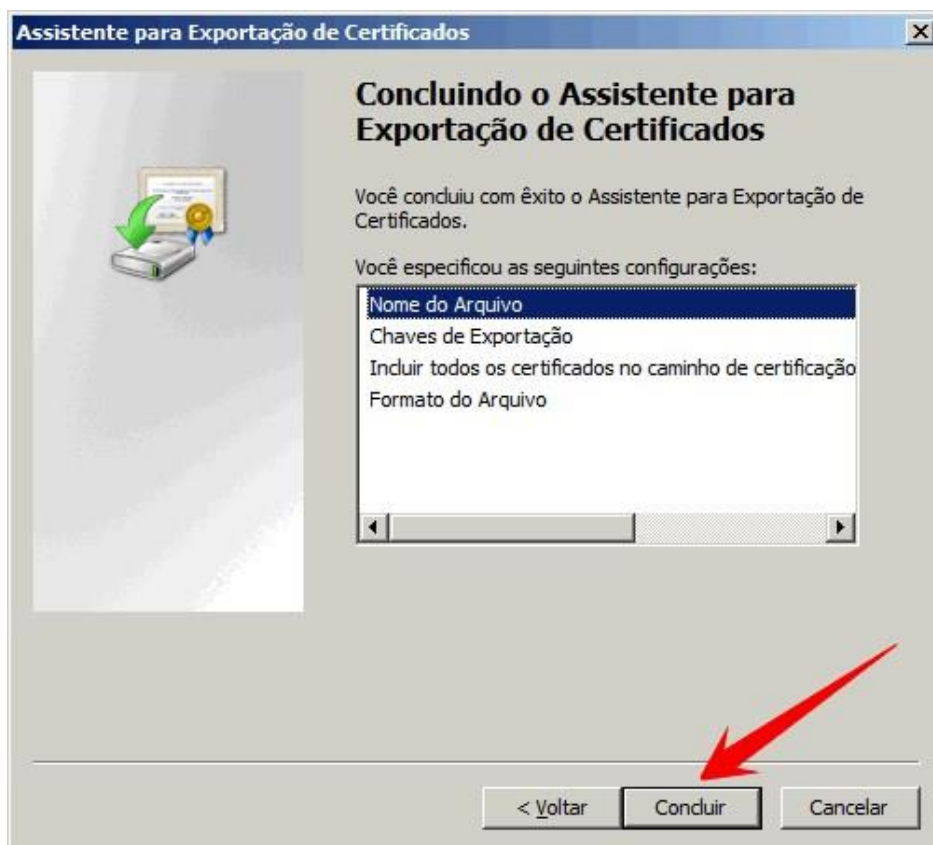 Assistente para Exportação de Certificados
Concluindo o Assistente para
Exportação de Certificados
Você concluiu com êxito o Assistente para Exportação de
Certificados.
Você especificou as seguintes configurações:
Nome do Arquivo
Chaves de Exportação
Incluir todos os certificados no caminho de certificação
Formato do Arquivo
< Voltar Concluir Cancelar